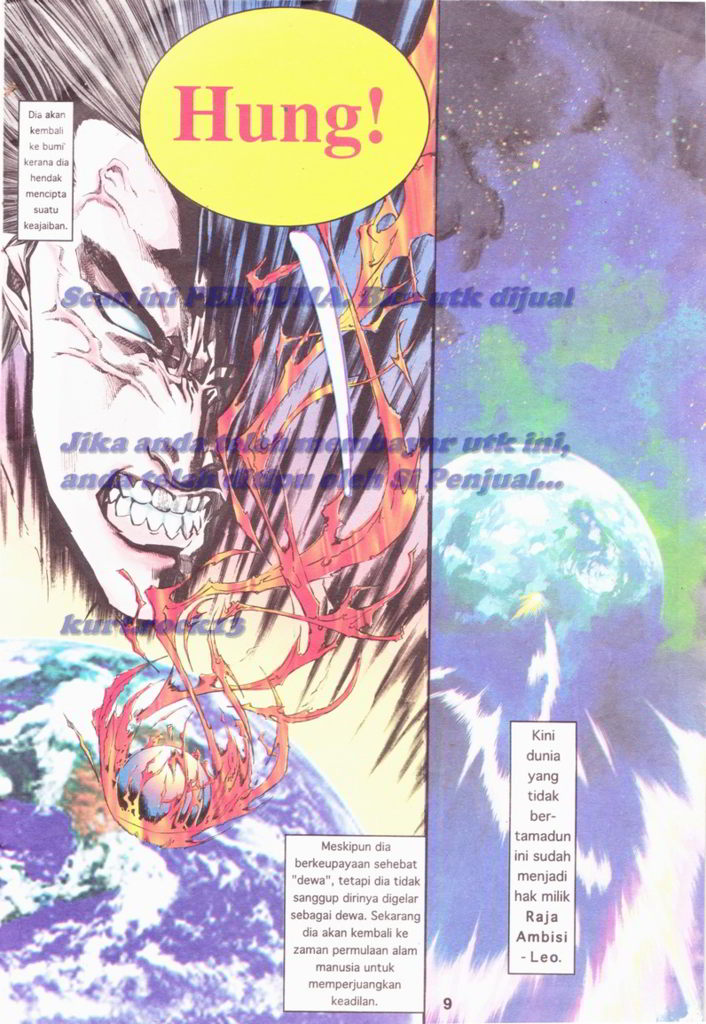 Hung!
Dia akan
kembali
ke bumi
kerana dia
hendak
mencipta
suatu
keajaiban.
Scan ini PERCUMA. Bkn utk dijual
Jika anda telah membayar utk ini,
anda telah ditipu oleh Si Penjual...
kurt.rock13
Meskipun dia
berkeupayaan sehebat
"dewa", tetapi dia tidak
sanggup dirinya digelar
sebagai dewa. Sekarang
dia akan kembali ke
zaman permulaan alam
manusia untuk
memperjuangkan
keadilan.
Kini
dunia
yang
tidak
ber-
tamadun
ini sudah
menjadi
hak milik
Raja
Ambisi
- Leo.
9